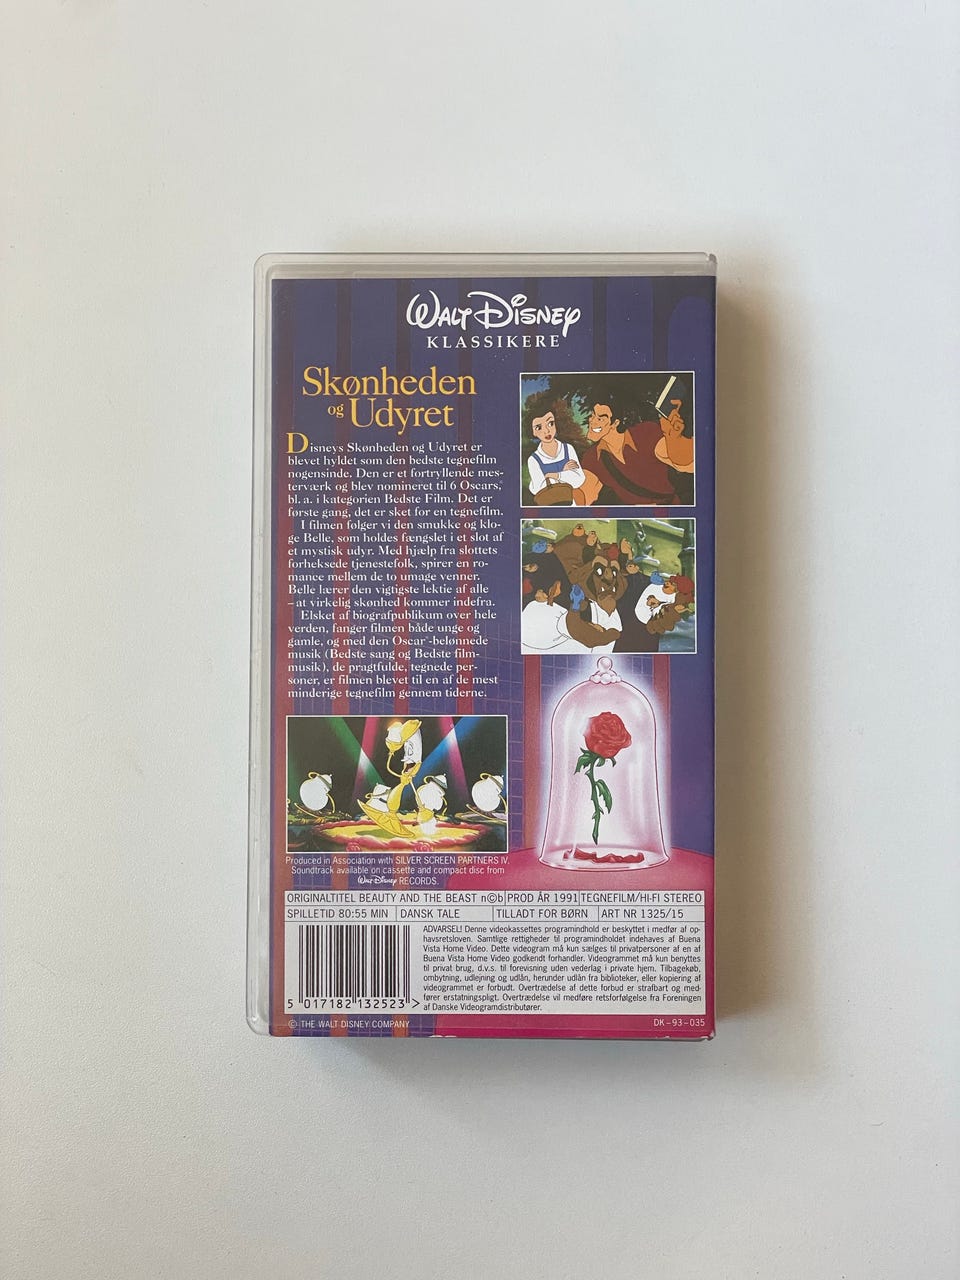 WALT DISNEY
KLASSIKERE
Skønheden
og Udyret
Disneys Skønheden og Udyret er
blevet hyldet som den bedste tegnefilm
nogensinde. Den er et fortryllende mes-
terværk og blev nomineret til 6 Oscars,
bl. a. i kategorien Bedste Film. Det er
første gang, det er sket for en tegnefilm.
I filmen følger vi den smukke og klo-
ge Belle, som holdes fængslet i et slot af
et mystisk udyr. Med hjælp fra slottets
forheksede tjenestefolk, spirer en ro-
mance mellem de to umage venner.
Belle lærer den vigtigste lektie af alle
– at virkelig skønhed kommer indefra.
Elsket af biografpublikum over hele
verden, fanger filmen både unge og
gamle, og med den Oscar-belønnede
musik (Bedste sang og Bedste film-
musik), de pragtfulde, tegnede per-
soner, er filmen blevet til en af de mest
minderige tegnefilm gennem tiderne.
Produced in Association with SILVER SCREEN PARTNERS IV.
Soundtrack available on cassette and compact disc from
Walt Disney RECORDS.
ORIGINALTITEL BEAUTY AND THE BEAST n©b PROD ÅR 1991 TEGNEFILM/HI-FI STEREO
SPILLETID 80:55 MIN DANSK TALE TILLADT FOR BØRN ART NR 1325/15
ADVARSEL! Denne videokassettes programindhold er beskyttet i medfør af op-
havsretsloven. Samtlige rettigheder til programindholdet indehaves af Buena
Vista Home Video. Dette videogram må kun sælges til privatpersoner af en af
Buena Vista Home Video godkendt forhandler. Videogrammet må kun benyttes
til privat brug, d.v.s. til forevisning uden vederlag i private hjem. Tilbagekøb,
ombytning, udlejning og udlån, herunder udlån fra biblioteker, eller kopiering af
videogrammet er forbudt. Overtrædelse af dette forbud er strafbart og med-
fører erstatningspligt. Overtrædelse vil medføre retsforfølgelse fra Foreningen
af Danske Videogramdistributører.
5 017182 132523 >
© THE WALT DISNEY COMPANY
DK–93–035